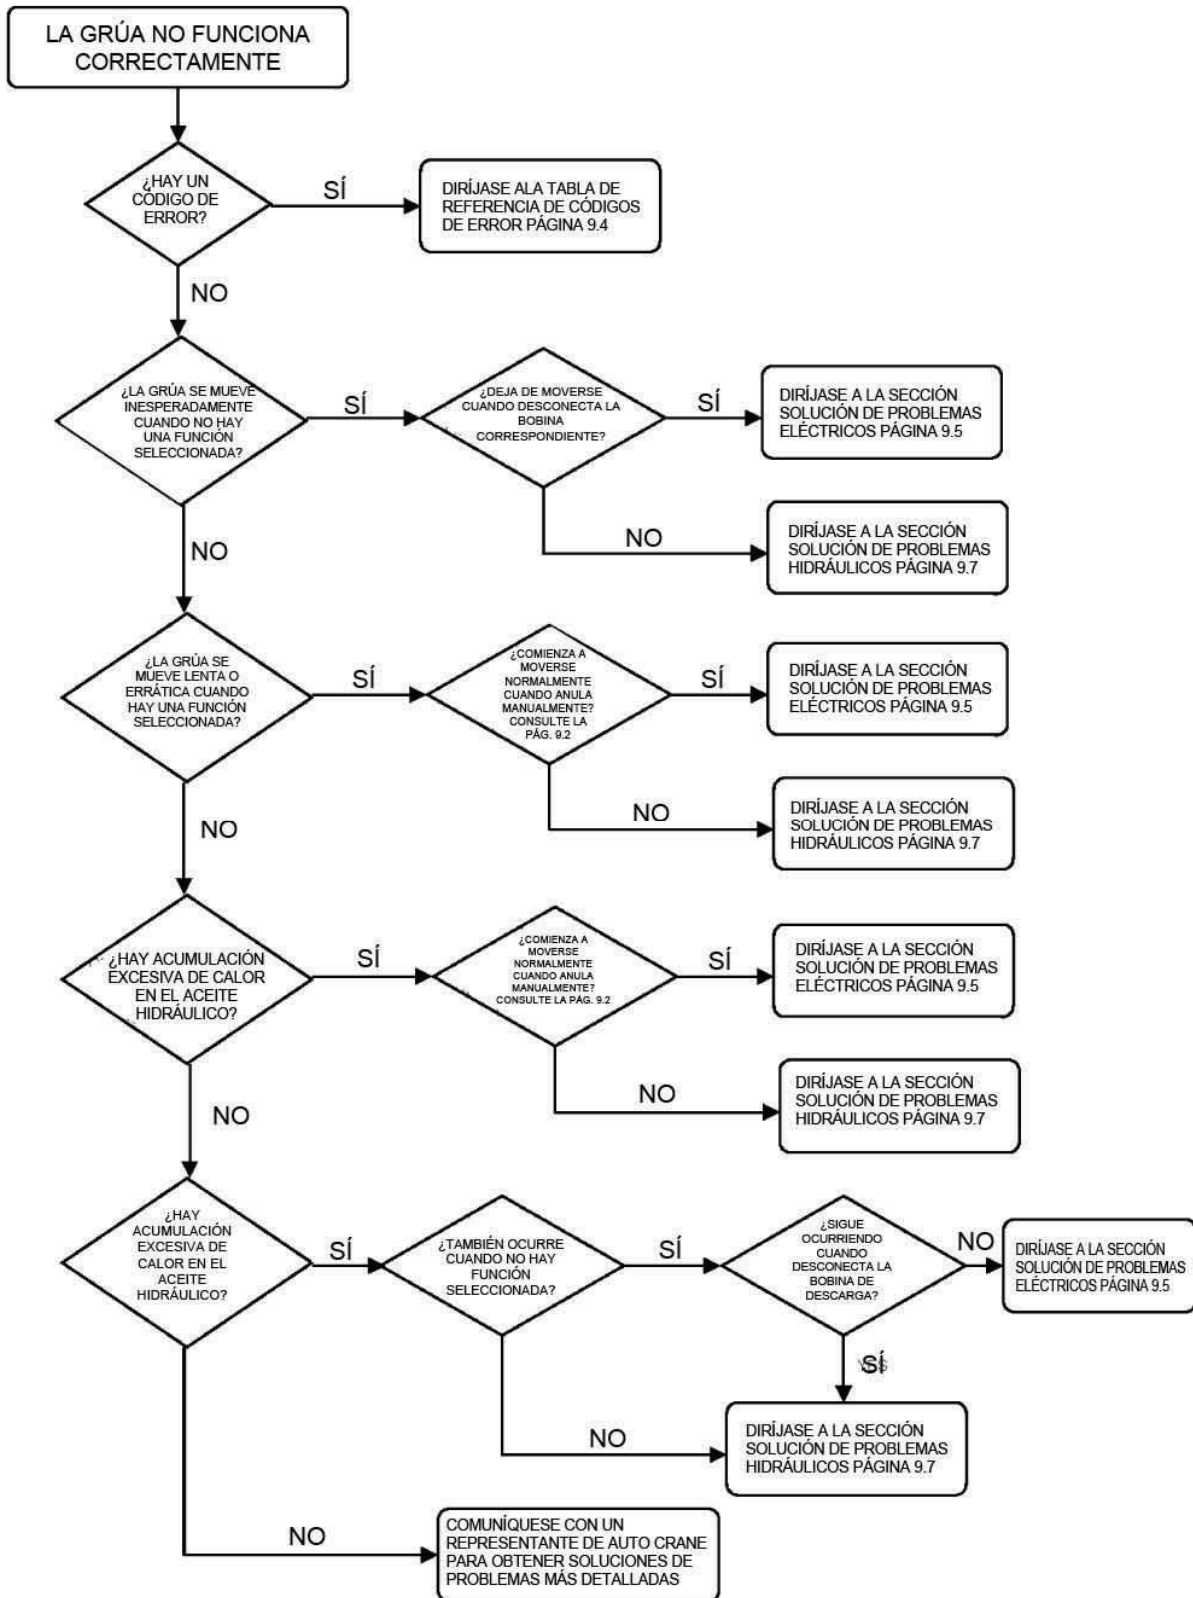 LA GRÚA NO FUNCIONA
CORRECTAMENTE
¿HAY UN
CÓDIGO DE
ERROR?
SÍ
DIRÍJASE ALA TABLA DE
REFERENCIA DE CÓDIGOS
DE ERROR PÁGINA 9.4
NO
¿LA GRÚA SE MUEVE
INESPERADAMENTE
CUANDO NO HAY
UNA FUNCIÓN
SELECCIONADA?
SÍ
¿DEJA DE MOVERSE
CUANDO DESCONECTA LA
BOBINA
CORRESPONDIENTE?
SÍ
DIRÍJASE A LA SECCIÓN
SOLUCIÓN DE PROBLEMAS
ELÉCTRICOS PÁGINA 9.5
NO
DIRÍJASE A LA SECCIÓN
SOLUCIÓN DE PROBLEMAS
HIDRÁULICOS PÁGINA 9.7
NO
¿LA GRÚA SE
MUEVE LENTA O
ERRÁTICA CUANDO
HAY UNA FUNCIÓN
SELECCIONADA?
SÍ
¿COMIENZA A
MOVERSE
NORMALMENTE
CUANDO ANULA
MANUALMENTE?
CONSULTE LA
PÁG. 9.2
SÍ
DIRÍJASE A LA SECCIÓN
SOLUCIÓN DE PROBLEMAS
ELÉCTRICOS PÁGINA 9.5
NO
DIRÍJASE A LA SECCIÓN
SOLUCIÓN DE PROBLEMAS
HIDRÁULICOS PÁGINA 9.7
NO
¿HAY ACUMULACIÓN
EXCESIVA DE CALOR
EN EL ACEITE
HIDRÁULICO?
SÍ
¿COMIENZA A
MOVERSE
NORMALMENTE
CUANDO ANULA
MANUALMENTE?
CONSULTE LA PÁG. 9.2
SÍ
DIRÍJASE A LA SECCIÓN
SOLUCIÓN DE PROBLEMAS
ELÉCTRICOS PÁGINA 9.5
NO
DIRÍJASE A LA SECCIÓN
SOLUCIÓN DE PROBLEMAS
HIDRÁULICOS PÁGINA 9.7
NO
¿HAY
ACUMULACIÓN
EXCESIVA DE
CALOR EN EL
ACEITE
HIDRÁULICO?
SÍ
¿TAMBIÉN OCURRE
CUANDO NO HAY
FUNCIÓN
SELECCIONADA?
SÍ
¿SIGUE
OCURRIENDO
CUANDO
DESCONECTA LA
BOBINA DE
DESCARGA?
NO
DIRÍJASE A LA SECCIÓN
SOLUCIÓN DE PROBLEMAS
ELÉCTRICOS PÁGINA 9.5
SÍ
NO
DIRÍJASE A LA SECCIÓN
SOLUCIÓN DE PROBLEMAS
HIDRÁULICOS PÁGINA 9.7
NO
COMUNÍQUESE CON UN
REPRESENTANTE DE AUTO CRANE
PARA OBTENER SOLUCIONES DE
PROBLEMAS MÁS DETALLADAS